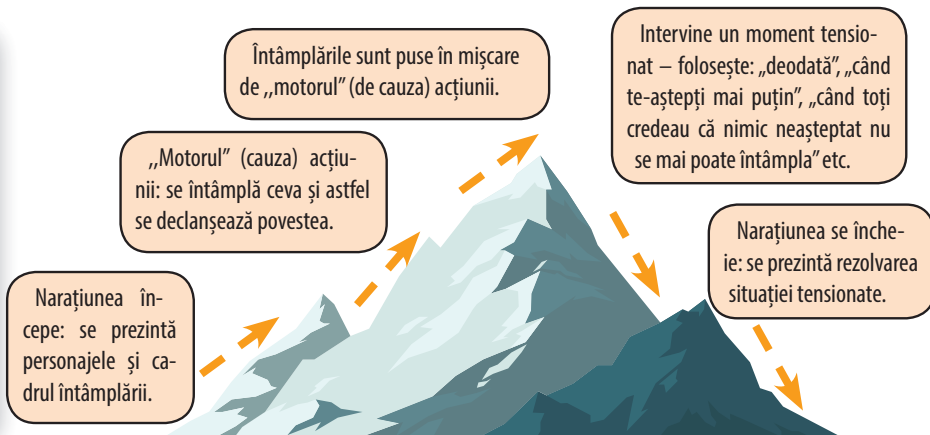 Narațiunea în-
cepe: se prezintă
personajele și ca-
drul întâmplării.
,,Motorul” (cauza) acțiu-
nii: se întâmplă ceva și astfel
se declanșează povestea.
Întâmplările sunt puse în mișcare
de ,,motorul” (de cauza) acțiunii.
Intervine un moment tensio-
nat – folosește: „deodată”, „când
te-aștepți mai puțin”, „când toți
credeau că nimic neașteptat nu
se mai poate întâmpla” etc.
Narațiunea se înche-
ie: se prezintă rezolvarea
situației tensionate.